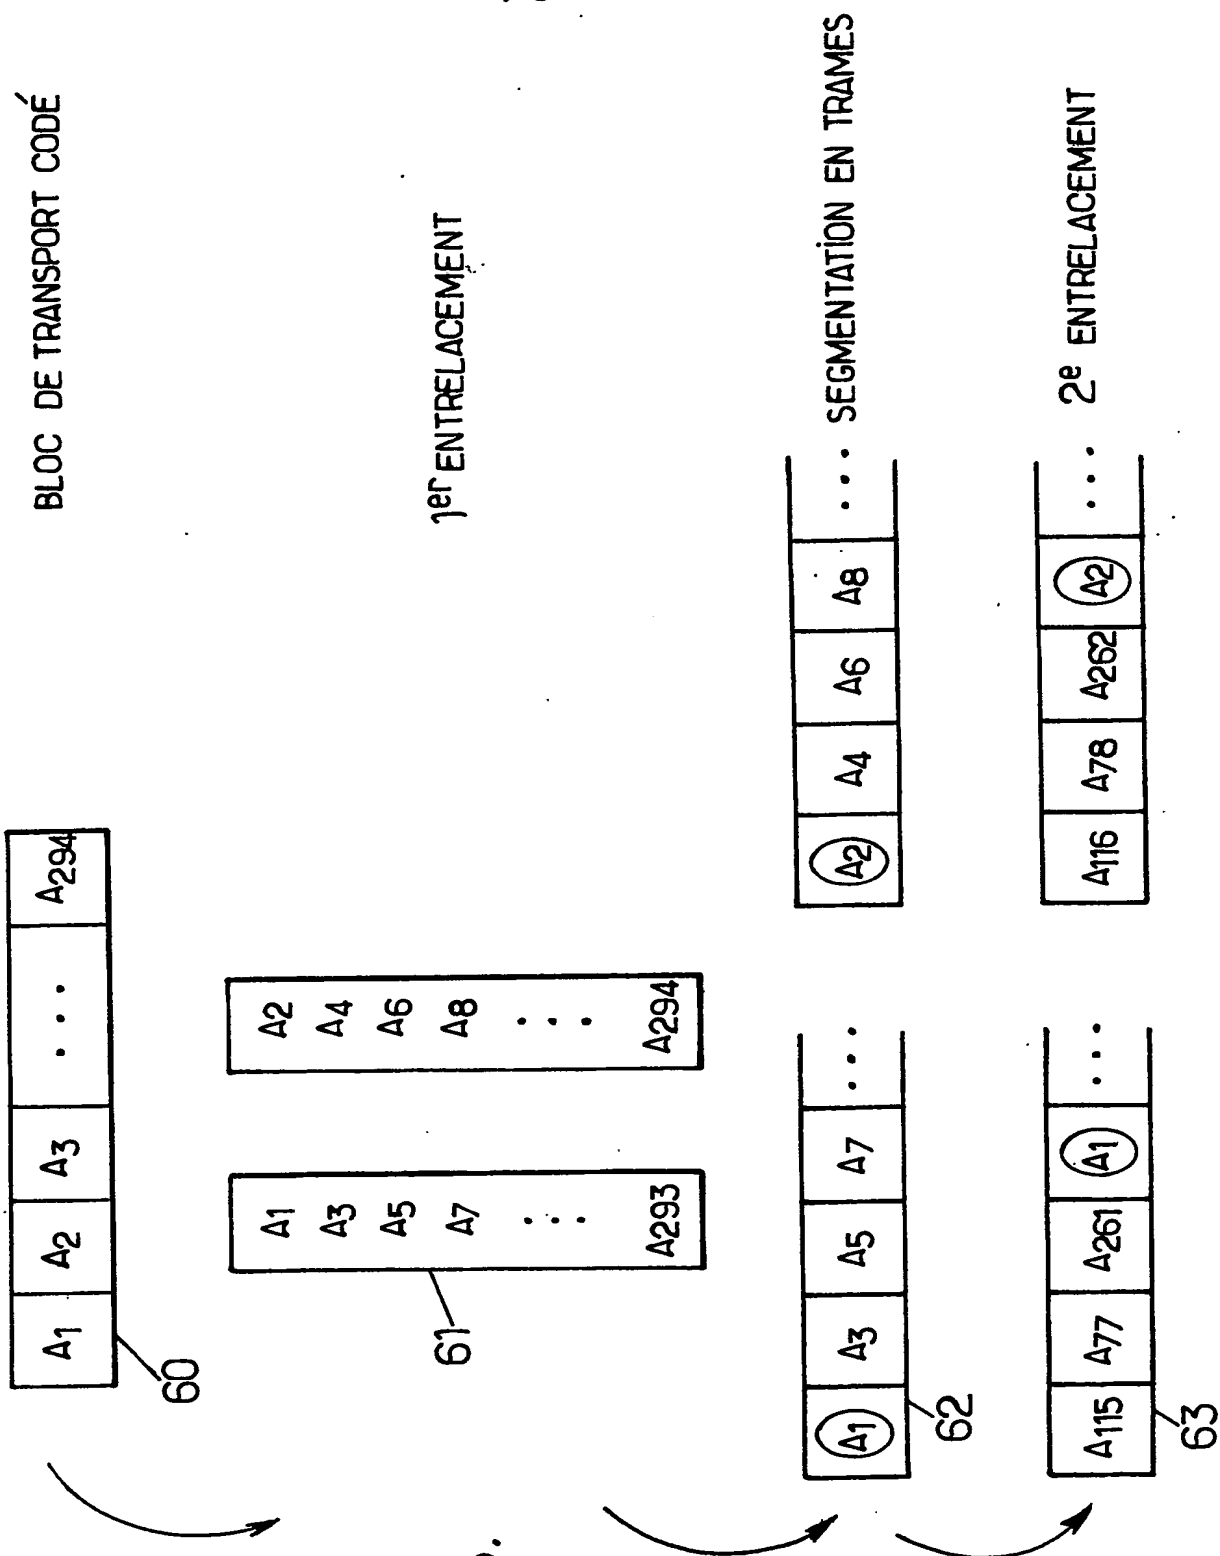 BLOC DE TRANSPORT CODÉ
A1 A2 A3 ... A294
60
1er ENTRELACEMENT
A1 A2
A3 A4
A5 A6
A7 A8
... ...
A293 A294
61
SEGMENTATION EN TRAMES
A1 A3 A5 A7 ... A2 A4 A6 A8 ...
62
2e ENTRELACEMENT
A115 A77 A261 A1 ... A116 A78 A262 A2 ...
63